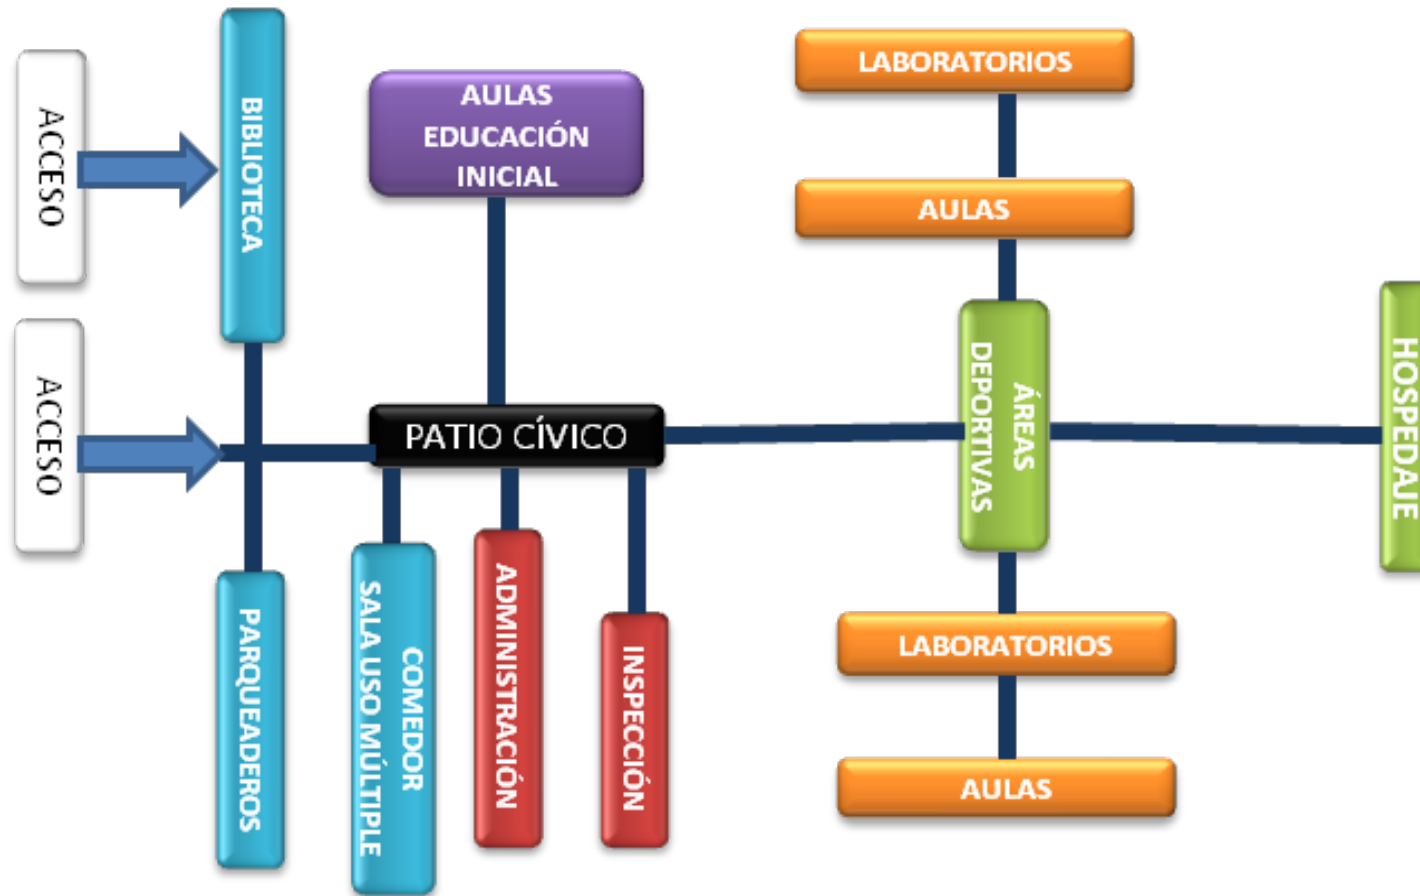 ACCESO
BIBLIOTECA
AULAS
EDUCACIÓN
INICIAL
LABORATORIOS
AULAS
ACCESO
PATIO CÍVICO
ÁREAS
DEPORTIVAS
HOSPEDAJE
PARQUEADEROS
COMEDOR
SALA USO MÚLTIPLE
ADMINISTRACIÓN
INSPECCIÓN
LABORATORIOS
AULAS